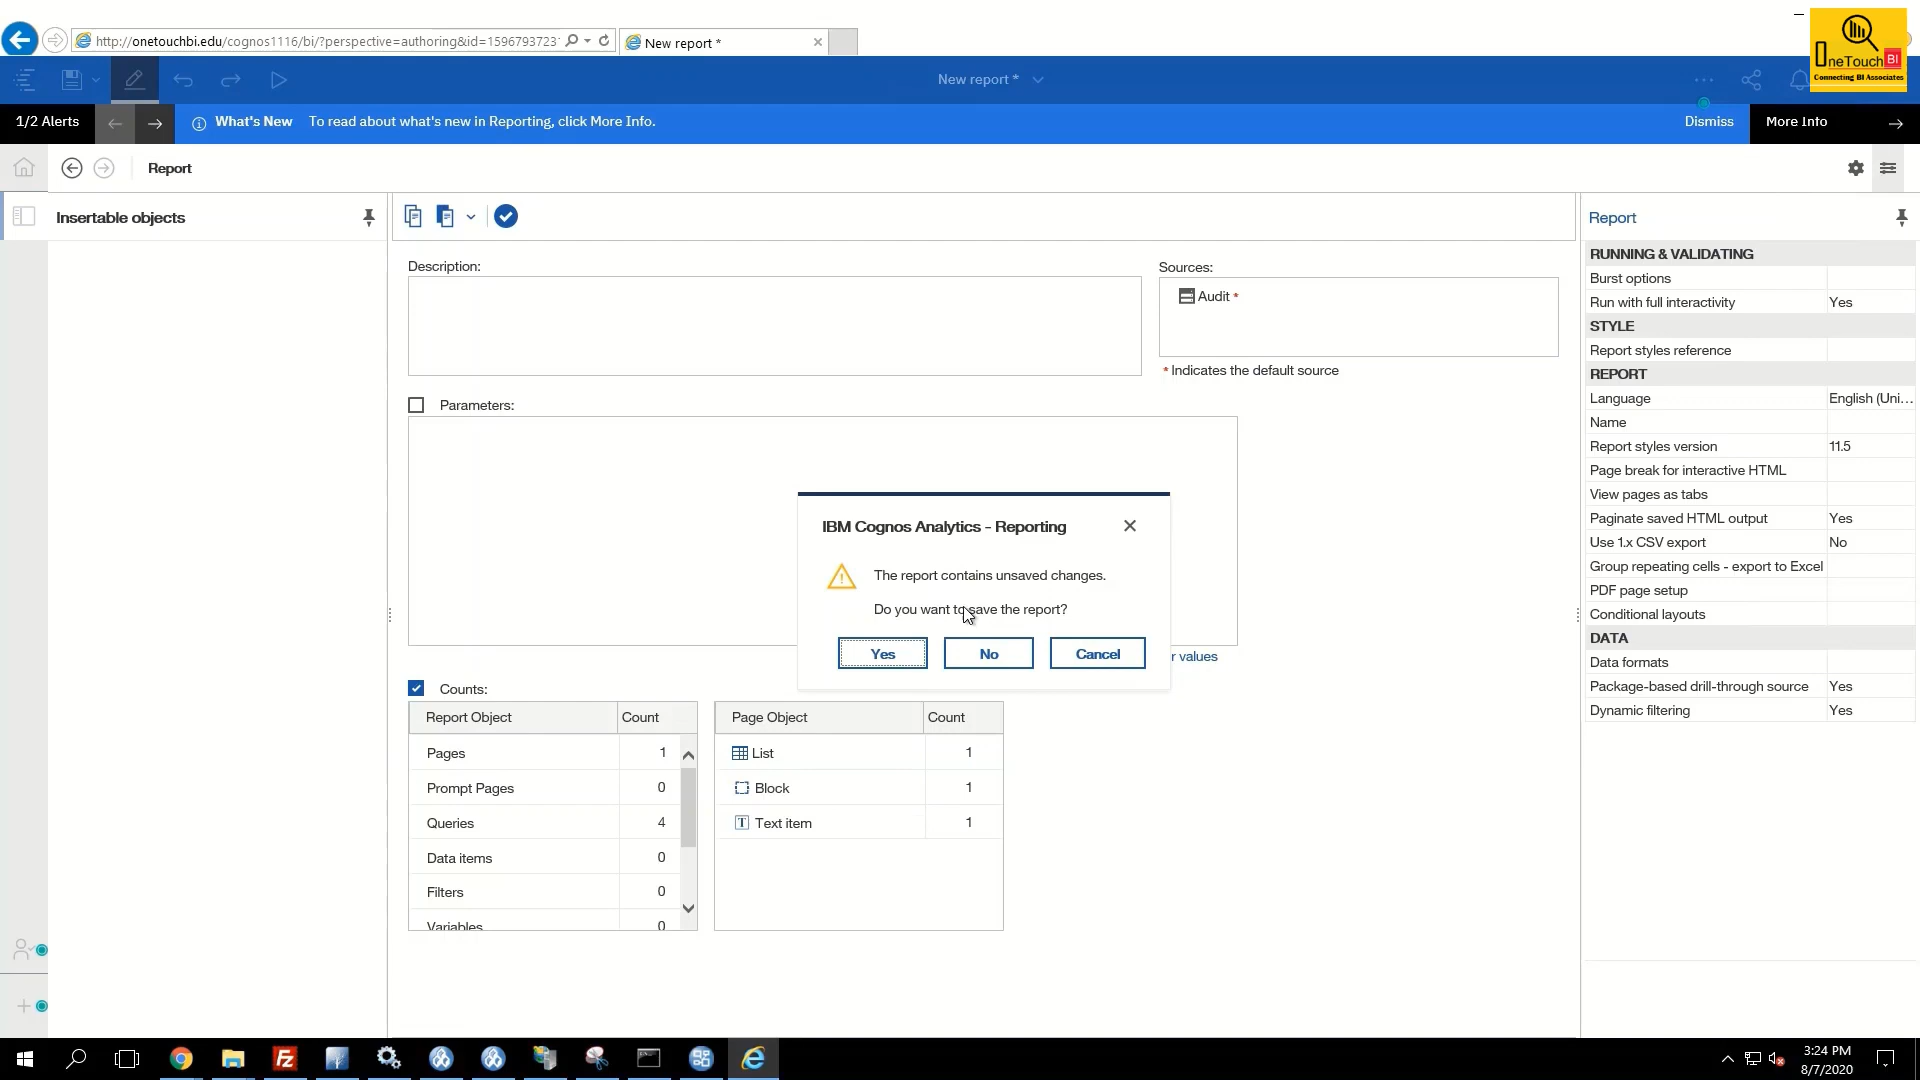 http://onetouchbi.edu/cognos1116/bi/?perspective=authoring&id=1596793723
New report *
OneTouch BI
Connecting BI Associates
New report *
1/2 Alerts
What's New To read about what's new in Reporting, click More Info.
Dismiss
More Info
Report
Insertable objects
Description:
Sources:
Audit *
* Indicates the default source
Parameters:
IBM Cognos Analytics - Reporting
The report contains unsaved changes.
Do you want to save the report?
Yes
No
Cancel
r values
Counts:
Report Object Count
Pages 1
Prompt Pages 0
Queries 4
Data items 0
Filters 0
Variables 0
Page Object Count
List 1
Block 1
T Text item 1
Report
RUNNING & VALIDATING
Burst options
Run with full interactivity Yes
STYLE
Report styles reference
REPORT
Language English (Uni...
Name
Report styles version 11.5
Page break for interactive HTML
View pages as tabs
Paginate saved HTML output Yes
Use 1.x CSV export No
Group repeating cells - export to Excel
PDF page setup
Conditional layouts
DATA
Data formats
Package-based drill-through source Yes
Dynamic filtering Yes
Fz
3:24 PM
8/7/2020